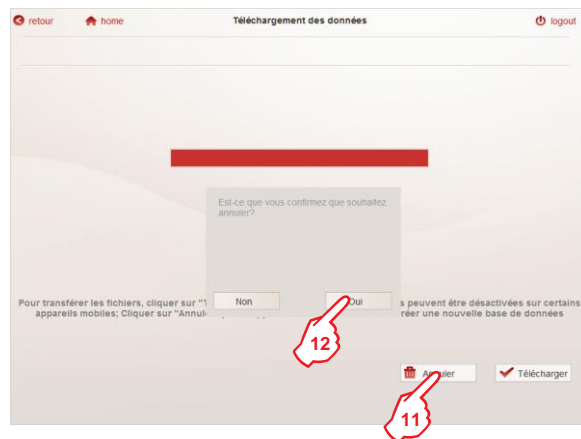 retour home Téléchargement des données logout
Est-ce que vous confirmez que souhaitez
annuler?
Non Oui
Pour transférer les fichiers, cliquer sur "T s peuvent être désactivées sur certains
appareils mobiles; Cliquer sur "Annul réer une nouvelle base de données
12
Annuler Télécharger
11